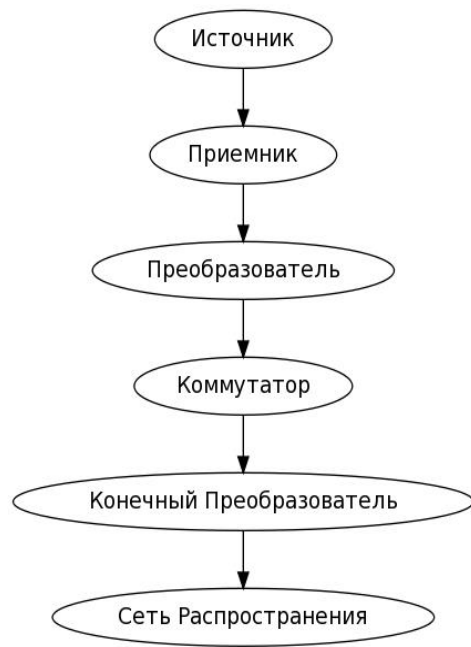 Источник
Приемник
Преобразователь
Коммутатор
Конечный Преобразователь
Сеть Распространения